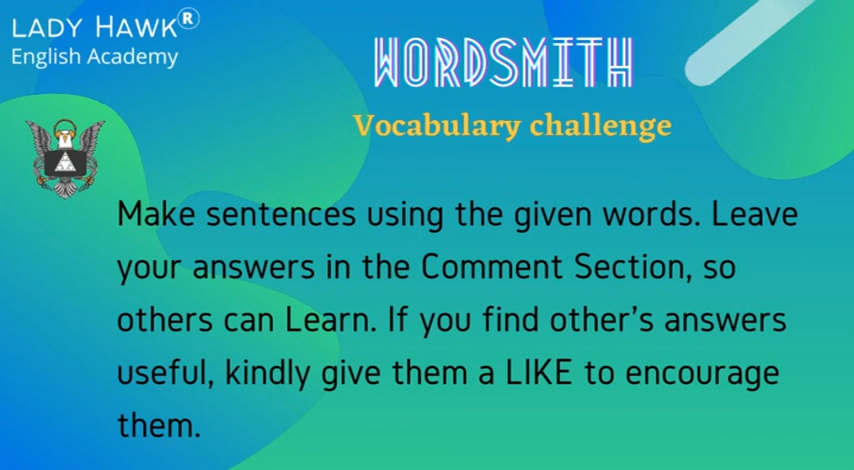 LADY HAWK®
English Academy
WORDSMITH
Vocabulary challenge
Make sentences using the given words. Leave
your answers in the Comment Section, so
others can Learn. If you find other's answers
useful, kindly give them a LIKE to encourage
them.